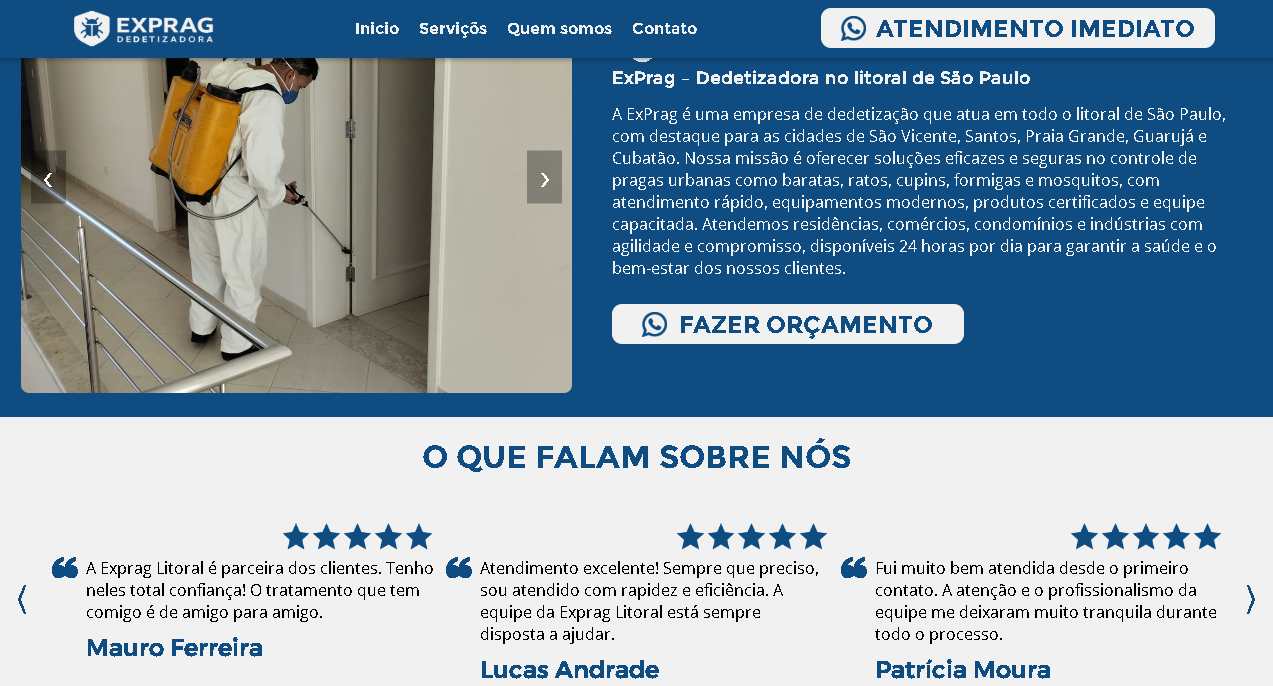 EXPRAG
DEDETIZADORA
Inicio
Serviçõs
Quem somos
Contato
ATENDIMENTO IMEDIATO
ExPrag – Dedetizadora no litoral de São Paulo
A ExPrag é uma empresa de dedetização que atua em todo o litoral de São Paulo,
com destaque para as cidades de São Vicente, Santos, Praia Grande, Guarujá e
Cubatão. Nossa missão é oferecer soluções eficazes e seguras no controle de
pragas urbanas como baratas, ratos, cupins, formigas e mosquitos, com
atendimento rápido, equipamentos modernos, produtos certificados e equipe
capacitada. Atendemos residências, comércios, condomínios e indústrias com
agilidade e compromisso, disponíveis 24 horas por dia para garantir a saúde e o
bem-estar dos nossos clientes.
FAZER ORÇAMENTO
O QUE FALAM SOBRE NÓS
A Exprag Litoral é parceira dos clientes. Tenho
neles total confiança! O tratamento que tem
comigo é de amigo para amigo.
Mauro Ferreira
Atendimento excelente! Sempre que preciso,
sou atendido com rapidez e eficiência. A
equipe da Exprag Litoral está sempre
disposta a ajudar.
Lucas Andrade
Fui muito bem atendida desde o primeiro
contato. A atenção e o profissionalismo da
equipe me deixaram muito tranquila durante
todo o processo.
Patrícia Moura